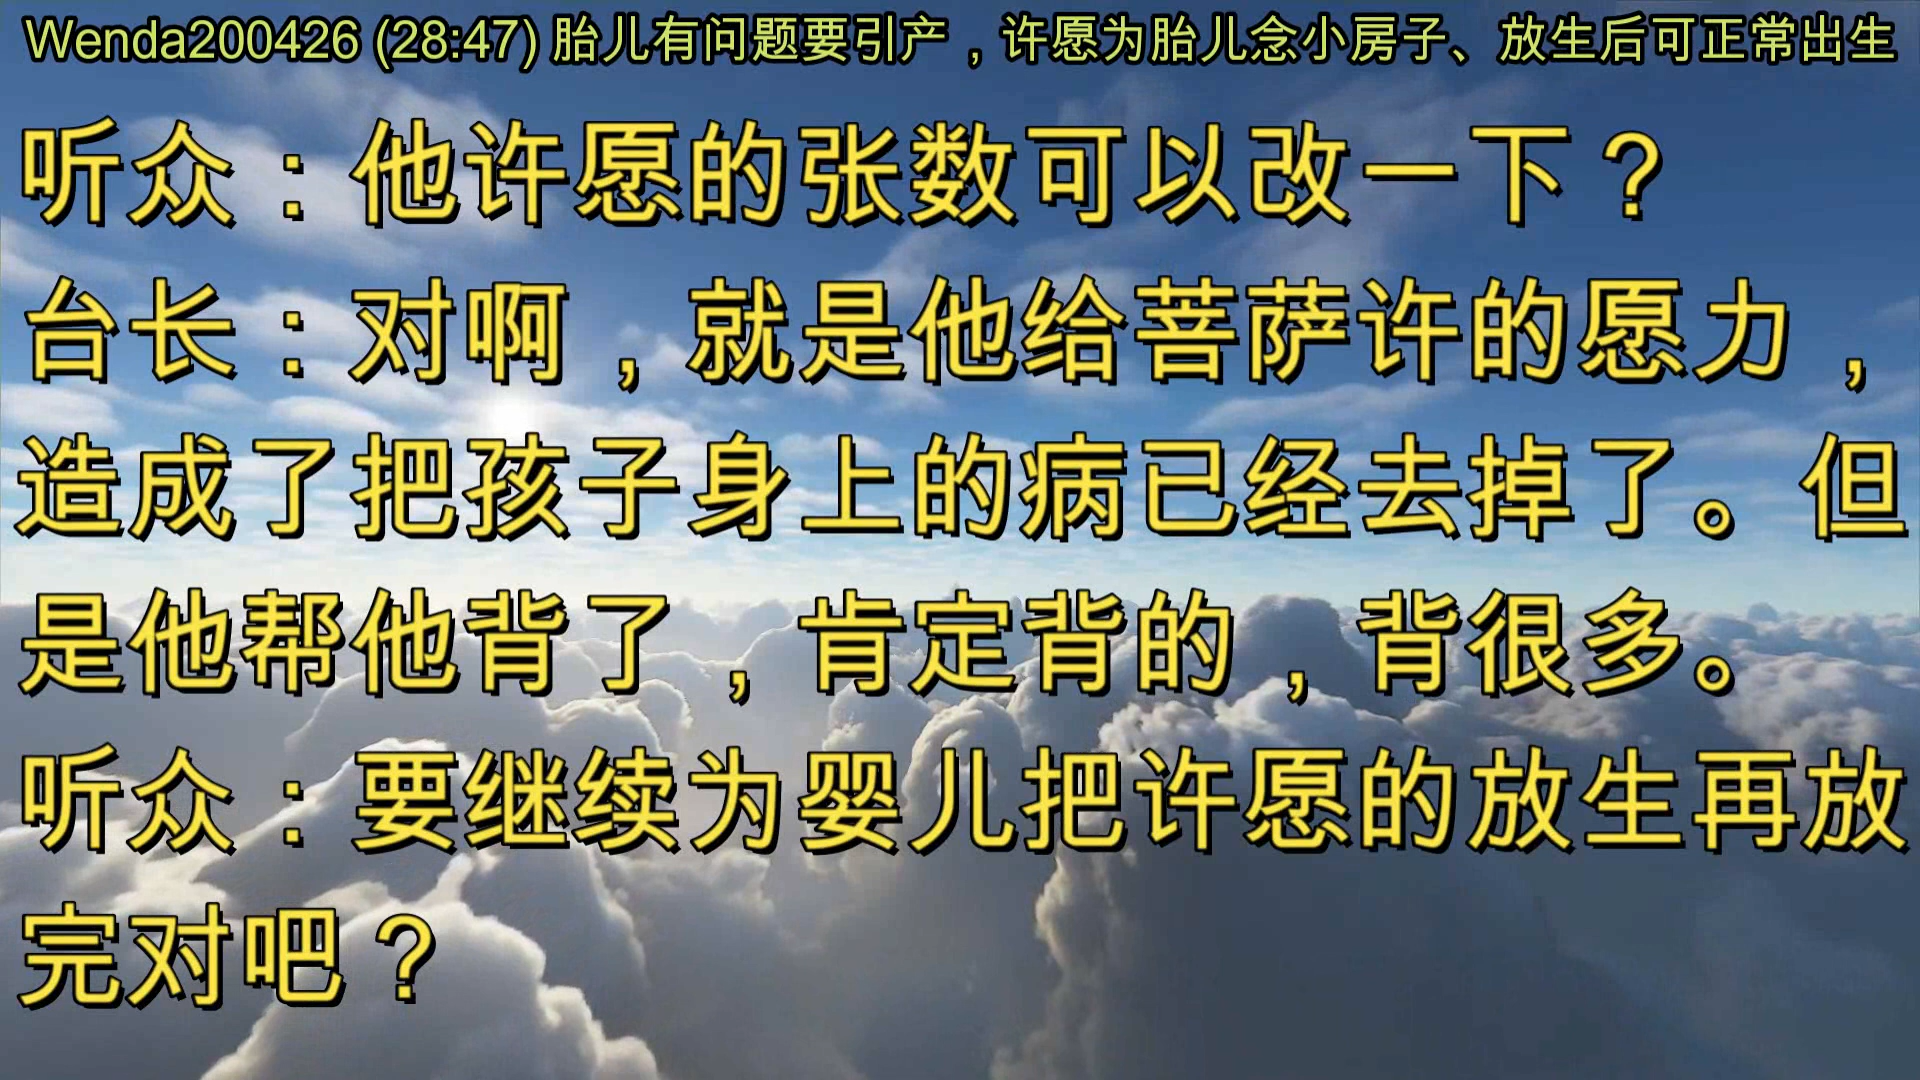 Wenda200426 (28:47) 胎儿有问题要引产，许愿为胎儿念小房子、放生后可正常出生
听众：他许愿的张数可以改一下？
台长：对啊，就是他给菩萨许的愿力，
造成了把孩子身上的病已经去掉了。但
是他帮他背了，肯定背的，背很多。
听众：要继续为婴儿把许愿的放生再放
完对吧？